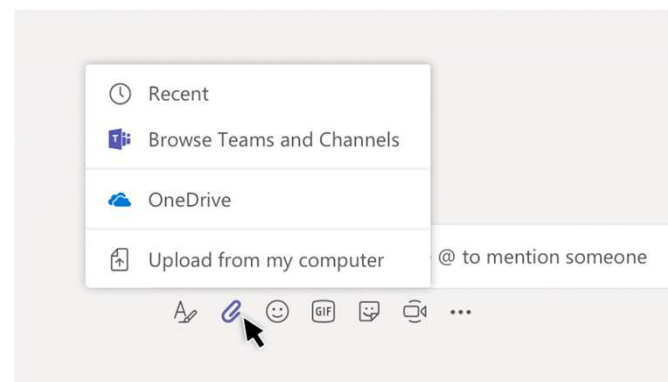 Recent
Browse Teams and Channels
OneDrive
Upload from my computer
@ to mention someone
GIF